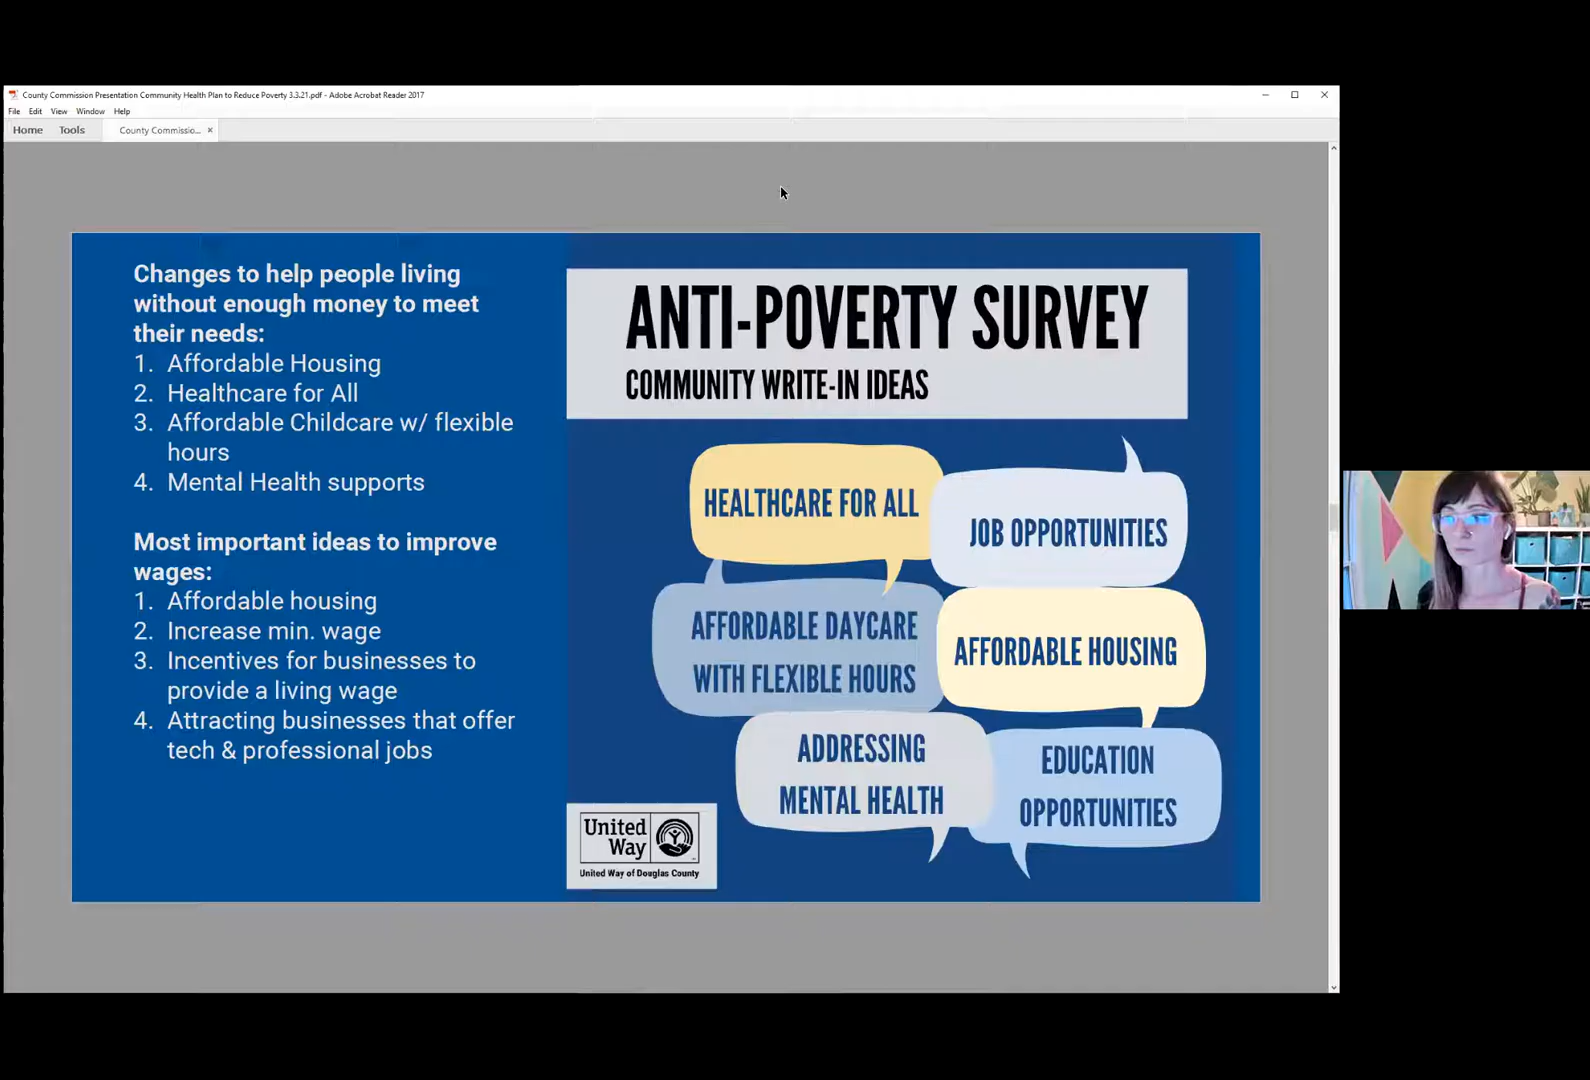 County Commission Presentation Community Health Plan to Reduce Poverty 3.3.21.pdf - Adobe Acrobat Reader 2017
File Edit View Window Help
Home Tools County Commissio... ×
Changes to help people living
without enough money to meet
their needs:
1. Affordable Housing
2. Healthcare for All
3. Affordable Childcare w/ flexible
hours
4. Mental Health supports
Most important ideas to improve
wages:
1. Affordable housing
2. Increase min. wage
3. Incentives for businesses to
provide a living wage
4. Attracting businesses that offer
tech & professional jobs
ANTI-POVERTY SURVEY
COMMUNITY WRITE-IN IDEAS
HEALTHCARE FOR ALL
JOB OPPORTUNITIES
AFFORDABLE DAYCARE
WITH FLEXIBLE HOURS
AFFORDABLE HOUSING
ADDRESSING
MENTAL HEALTH
EDUCATION
OPPORTUNITIES
United
Way
United Way of Douglas County